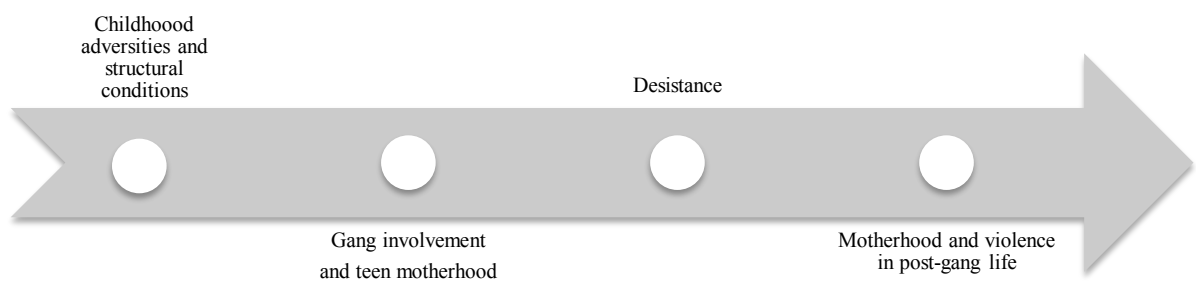 Childhoood
adversities and
structural
conditions
Gang involvement
and teen motherhood
Desistance
Motherhood and violence
in post-gang life